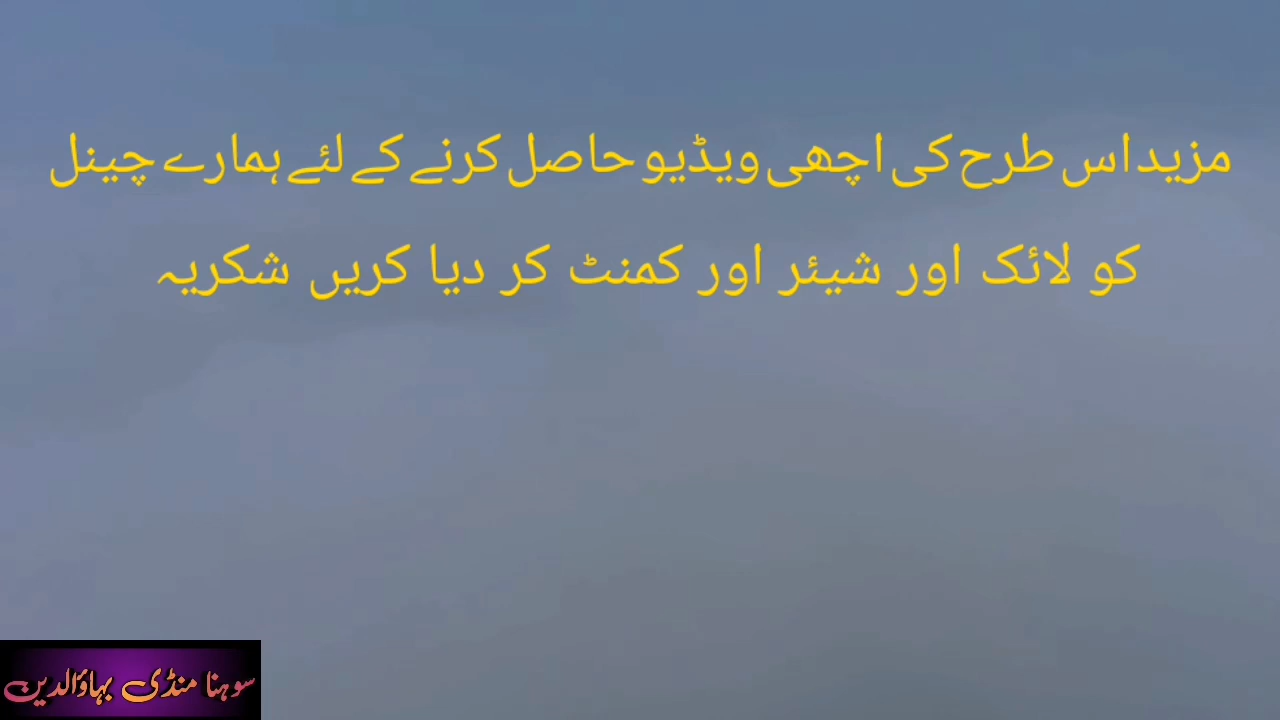 مزید اس طرح کی اچھی ویڈیو حاصل کرنے کے لئے ہمارے چینل
کو لائک اور شیئر اور کمنٹ کر دیا کریں شکریہ
سوہنا منڈی بہاؤالدین